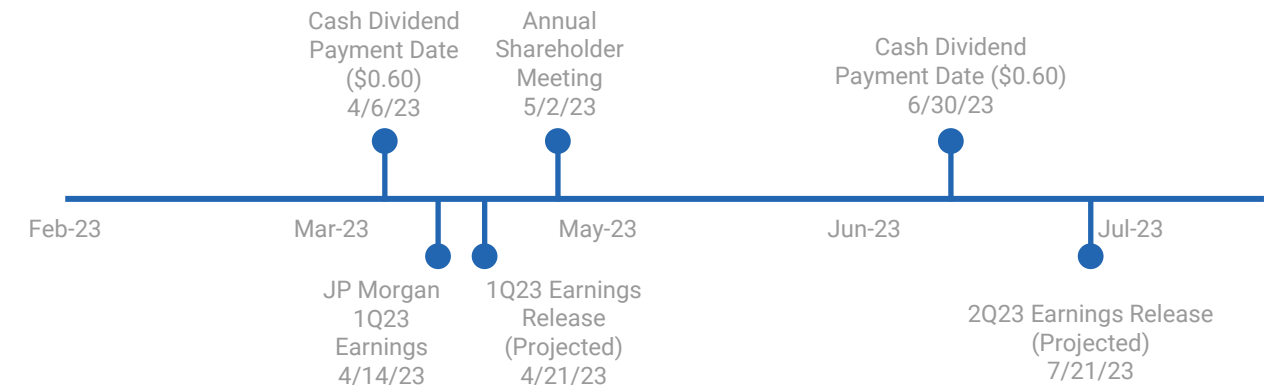 Cash Dividend
Payment Date
($0.60)
4/6/23
Annual
Shareholder
Meeting
5/2/23
Cash Dividend
Payment Date ($0.60)
6/30/23
Feb-23
Mar-23
May-23
Jun-23
Jul-23
JP Morgan
1Q23
Earnings
4/14/23
1Q23 Earnings
Release
(Projected)
4/21/23
2Q23 Earnings Release
(Projected)
7/21/23